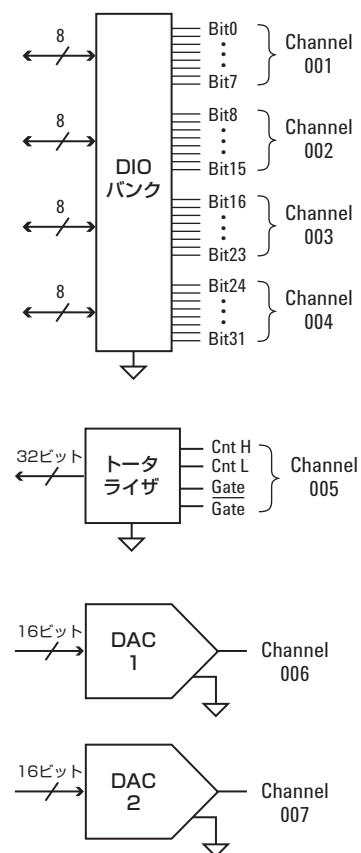 8
Bit0
Bit7
Channel
001
8
Bit8
Bit15
Channel
002
DIO
バンク
8
Bit16
Bit23
Channel
003
8
Bit24
Bit31
Channel
004
32ビット
トータ
ライザ
Cnt H
Cnt L
Gate
Gate
Channel
005
16ビット
DAC
1
Channel
006
16ビット
DAC
2
Channel
007